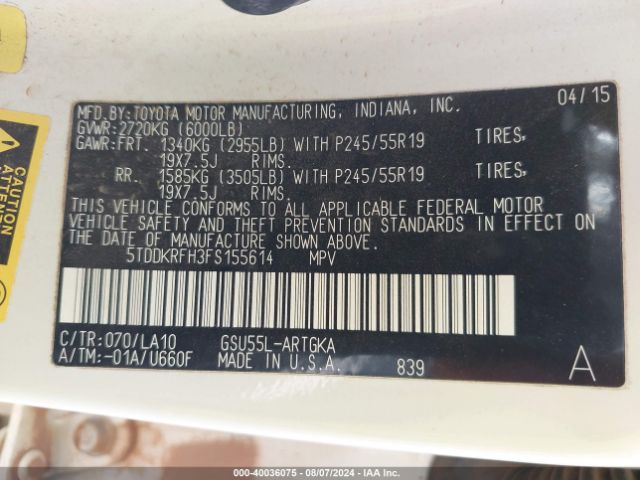 MFD. BY: TOYOTA MOTOR MANUFACTURING, INDIANA, INC. 04/15
GVWR: 2720KG (6000LB)
GAWR: FRT. 1340KG (2955LB) WITH P245/55R19 TIRES,
19X7.5J RIMS.
RR. 1585KG (3505LB) WITH P245/55R19 TIRES,
19X7.5J RIMS.
THIS VEHICLE CONFORMS TO ALL APPLICABLE FEDERAL MOTOR
VEHICLE SAFETY AND THEFT PREVENTION STANDARDS IN EFFECT ON
THE DATE OF MANUFACTURE SHOWN ABOVE.
5TDDKRFH3FS155614 MPV
C/TR: 070/LA10 GSU55L-ARTGKA
A/TM: -01A/U660F MADE IN U.S.A. 839 A
CAUTION
ATTENTION
000-40036075 - 08/07/2024 - IAA Inc.